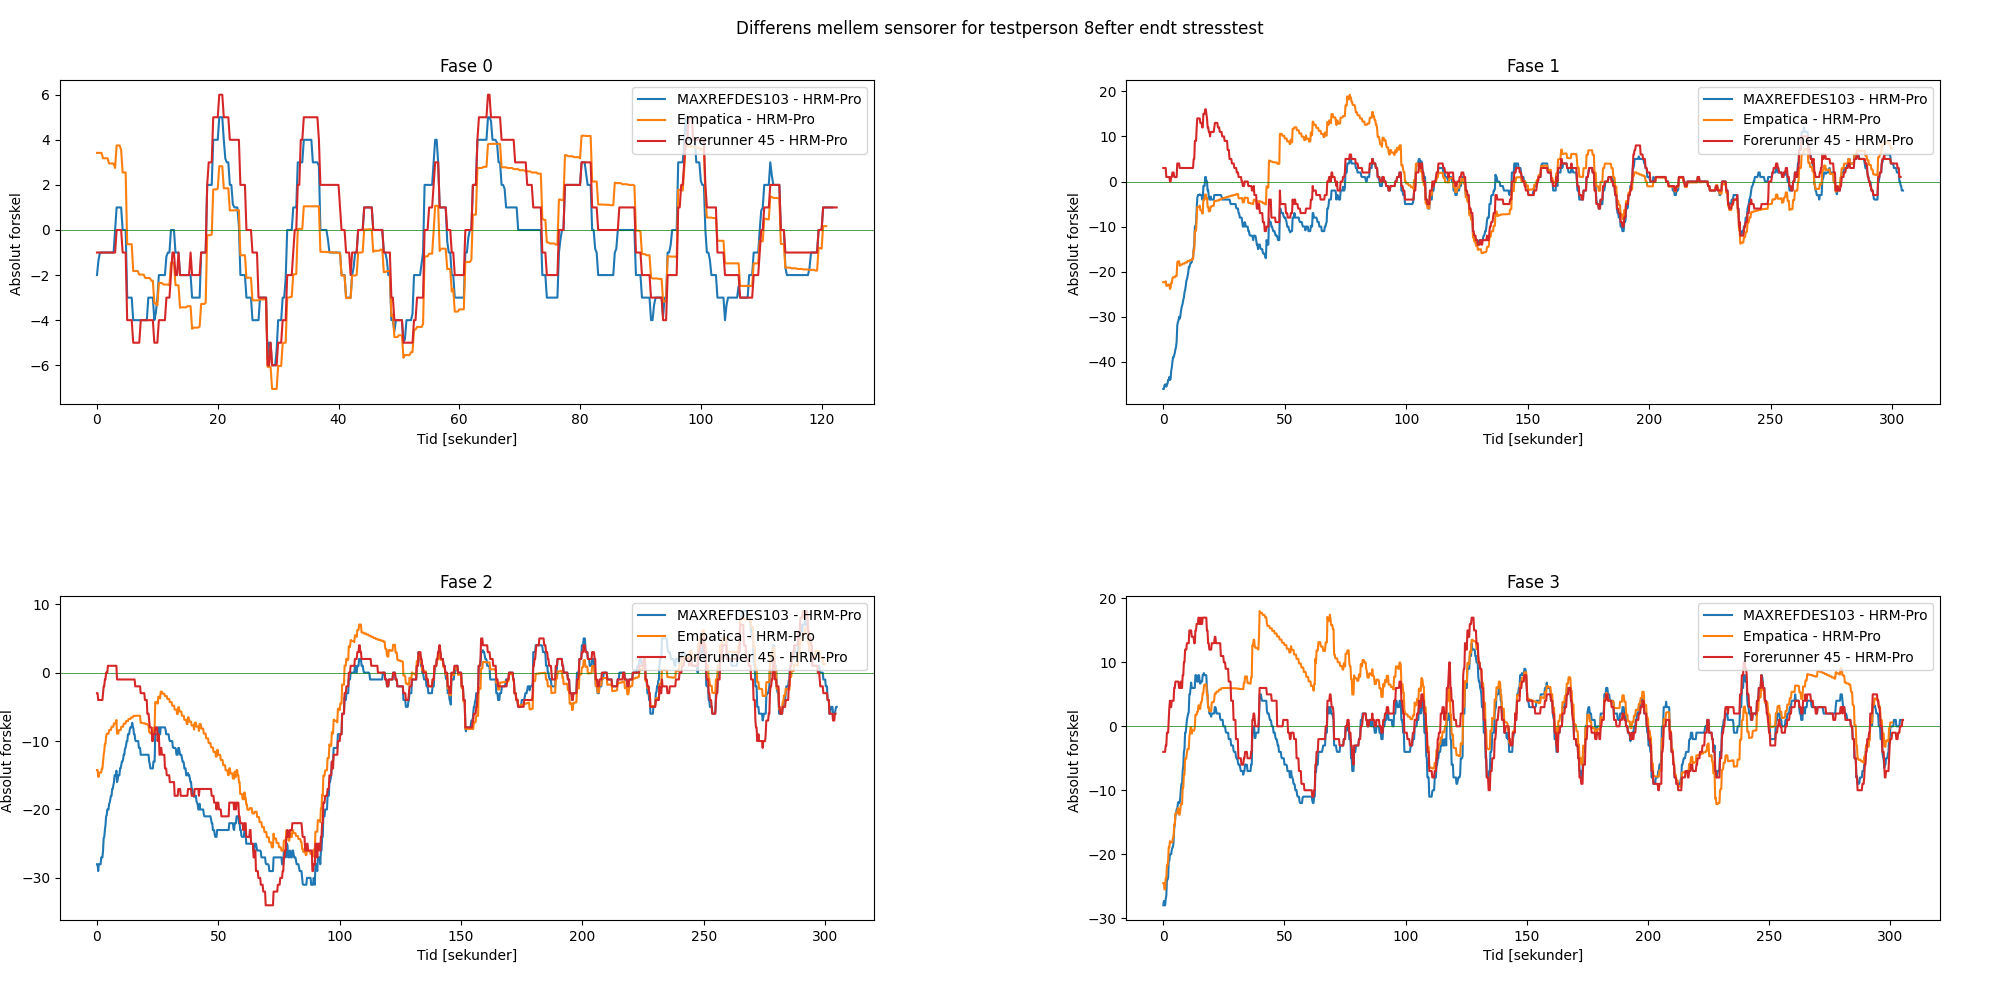 Differens mellem sensorer for testperson 8efter endt stresstest
Fase 0
Absolut forskel
6
4
2
0
−2
−4
−6
MAXREFDES103 - HRM-Pro
Empatica - HRM-Pro
Forerunner 45 - HRM-Pro
0 20 40 60 80 100 120
Tid [sekunder]
Fase 1
Absolut forskel
20
10
0
−10
−20
−30
−40
MAXREFDES103 - HRM-Pro
Empatica - HRM-Pro
Forerunner 45 - HRM-Pro
0 50 100 150 200 250 300
Tid [sekunder]
Fase 2
Absolut forskel
10
0
−10
−20
−30
MAXREFDES103 - HRM-Pro
Empatica - HRM-Pro
Forerunner 45 - HRM-Pro
0 50 100 150 200 250 300
Tid [sekunder]
Fase 3
Absolut forskel
20
10
0
−10
−20
−30
MAXREFDES103 - HRM-Pro
Empatica - HRM-Pro
Forerunner 45 - HRM-Pro
0 50 100 150 200 250 300
Tid [sekunder]